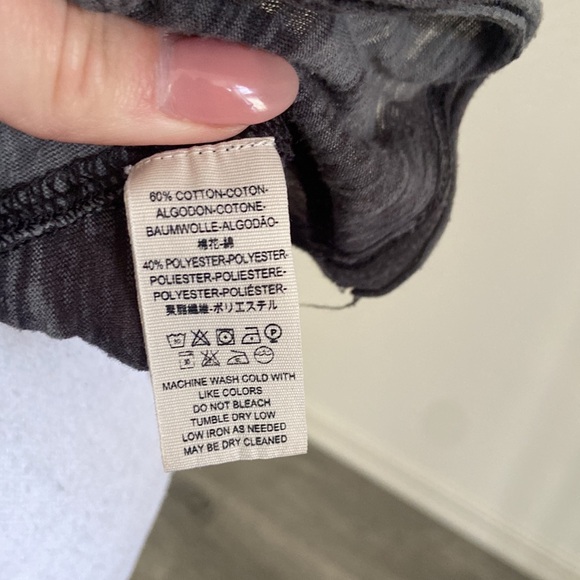 60% COTTON-COTON-
ALGODON-COTONE-
BAUMWOLLE-ALGODÃO-
棉花-綿
40% POLYESTER-POLYESTER-
POLIESTER-POLIESTERE-
POLYESTER-POLIÉSTER-
聚脂纖維-ポリエステル
MACHINE WASH COLD WITH
LIKE COLORS
DO NOT BLEACH
TUMBLE DRY LOW
LOW IRON AS NEEDED
MAY BE DRY CLEANED